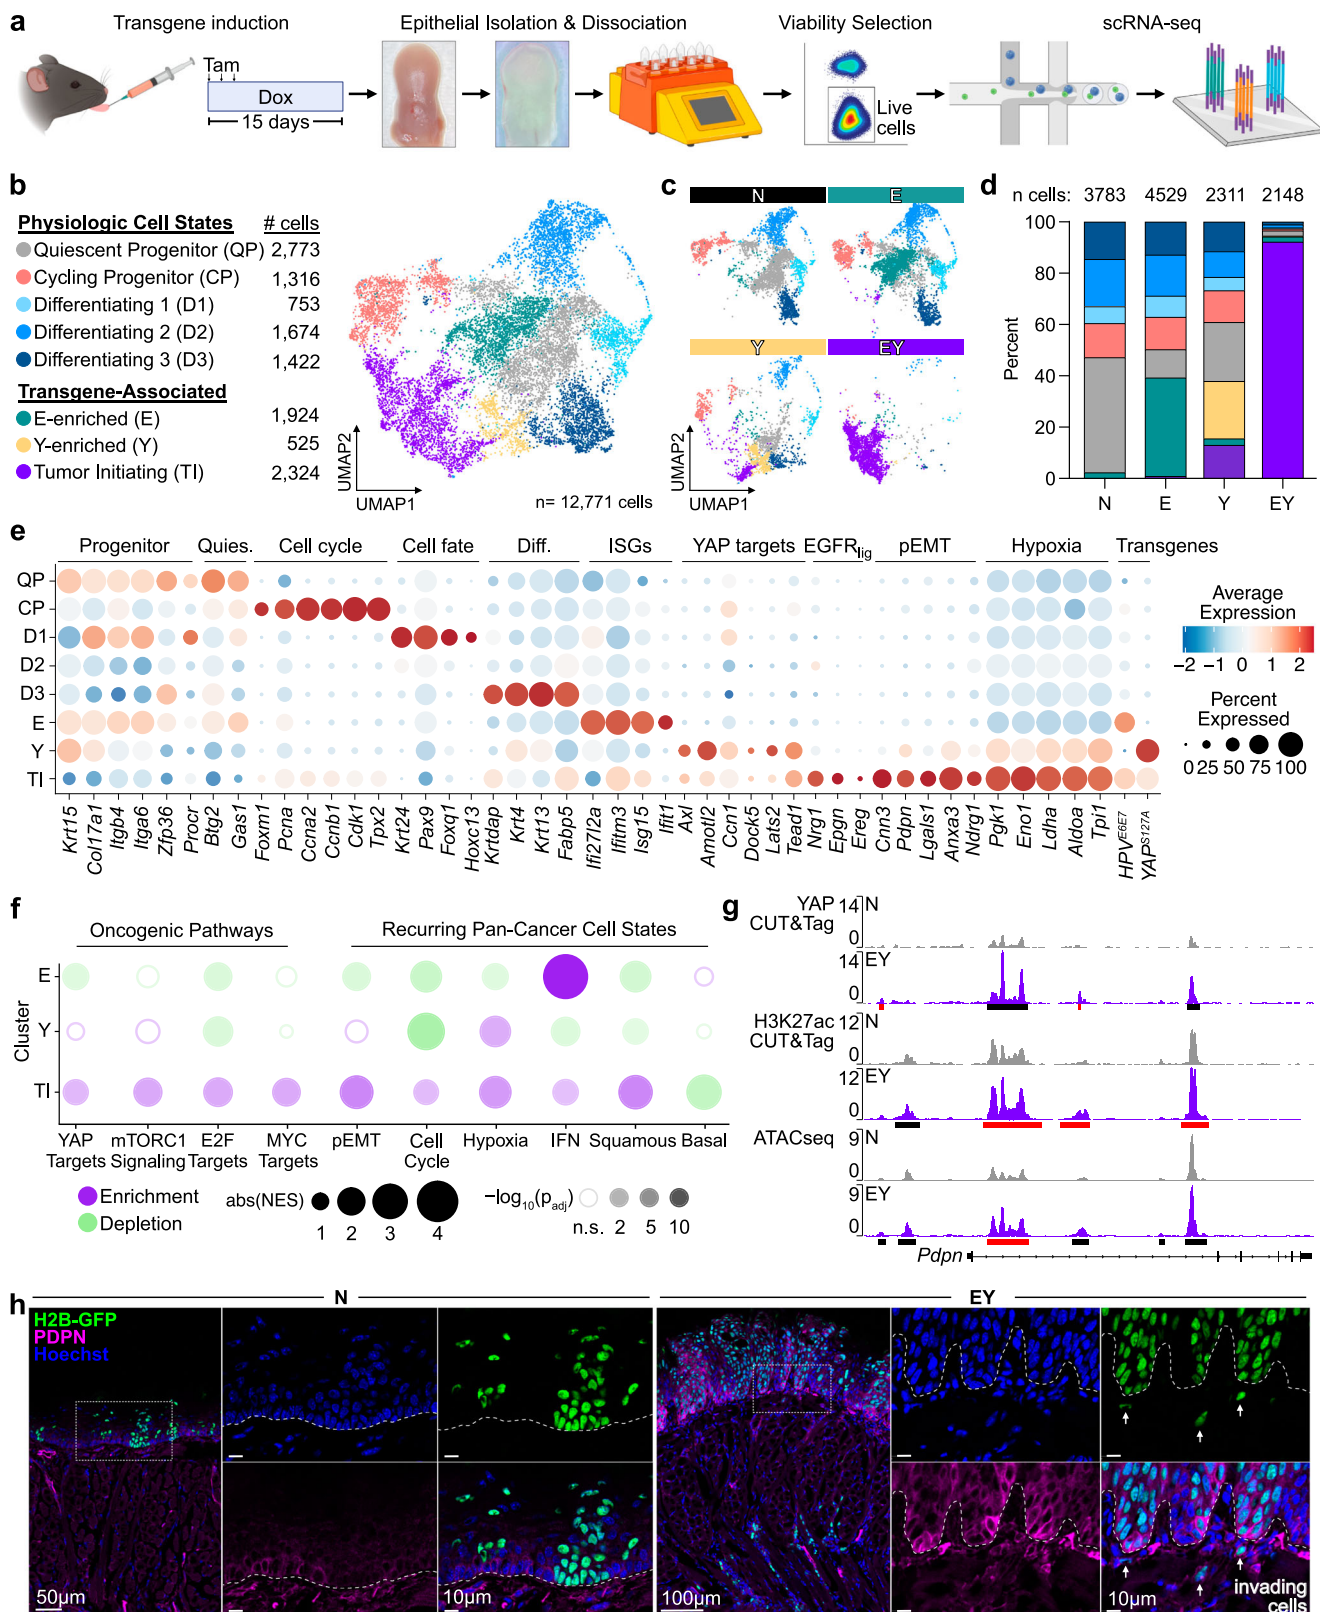 a
Transgene induction
Epithelial Isolation & Dissociation
Viability Selection
scRNA-seq
Tam
Dox
15 days
Live
cells
b
Physiologic Cell States # cells
Quiescent Progenitor (QP) 2,773
Cycling Progenitor (CP) 1,316
Differentiating 1 (D1) 753
Differentiating 2 (D2) 1,674
Differentiating 3 (D3) 1,422
Transgene-Associated
E-enriched (E) 1,924
Y-enriched (Y) 525
Tumor Initiating (TI) 2,324
UMAP2
UMAP1
n= 12,771 cells
c
N
E
Y
EY
UMAP2
UMAP1
d
n cells: 3783 4529 2311 2148
Percent
100
80
60
40
20
0
N E Y EY
e
Progenitor Quies. Cell cycle Cell fate Diff. ISGs YAP targets EGFRlig pEMT Hypoxia Transgenes
QP
CP
D1
D2
D3
E
Y
TI
Krt15 Col17a1 Itgb4 Itga6 Zfp36 Procr Btg2 Gas1 Foxm1 Pcna Ccna2 Ccnb1 Cdk1 Tpx2 Krt24 Pax9 Foxq1 Hoxc13 Krtdap Krt4 Krt13 Fabp5 Ifi27l2a Ifitm3 Isg15 Ifit1 Axl Amotl2 Ccn1 Dock5 Lats2 Tead1 Nrg1 Epgn Ereg Cnn3 Pdpn Lgals1 Anxa3 Ndrg1 Pgk1 Eno1 Ldha Aldoa Tpi1 HPVE6E7 YAPS127A
Average
Expression
−2 −1 0 1 2
Percent
Expressed
0 25 50 75 100
f
Oncogenic Pathways
Recurring Pan-Cancer Cell States
Cluster
E
Y
TI
YAP
Targets
mTORC1
Signaling
E2F
Targets
MYC
Targets
pEMT
Cell
Cycle
Hypoxia
IFN
Squamous
Basal
Enrichment
Depletion
abs(NES)
1 2 3 4
−log10(padj)
n.s. 2 5 10
g
YAP
CUT&Tag
14 N
0
14 EY
0
H3K27ac
CUT&Tag
12 N
0
12 EY
0
ATACseq
9 N
0
9 EY
0
Pdpn
h
N
EY
H2B-GFP
PDPN
Hoechst
50µm
10µm
100µm
10µm
invading
cells